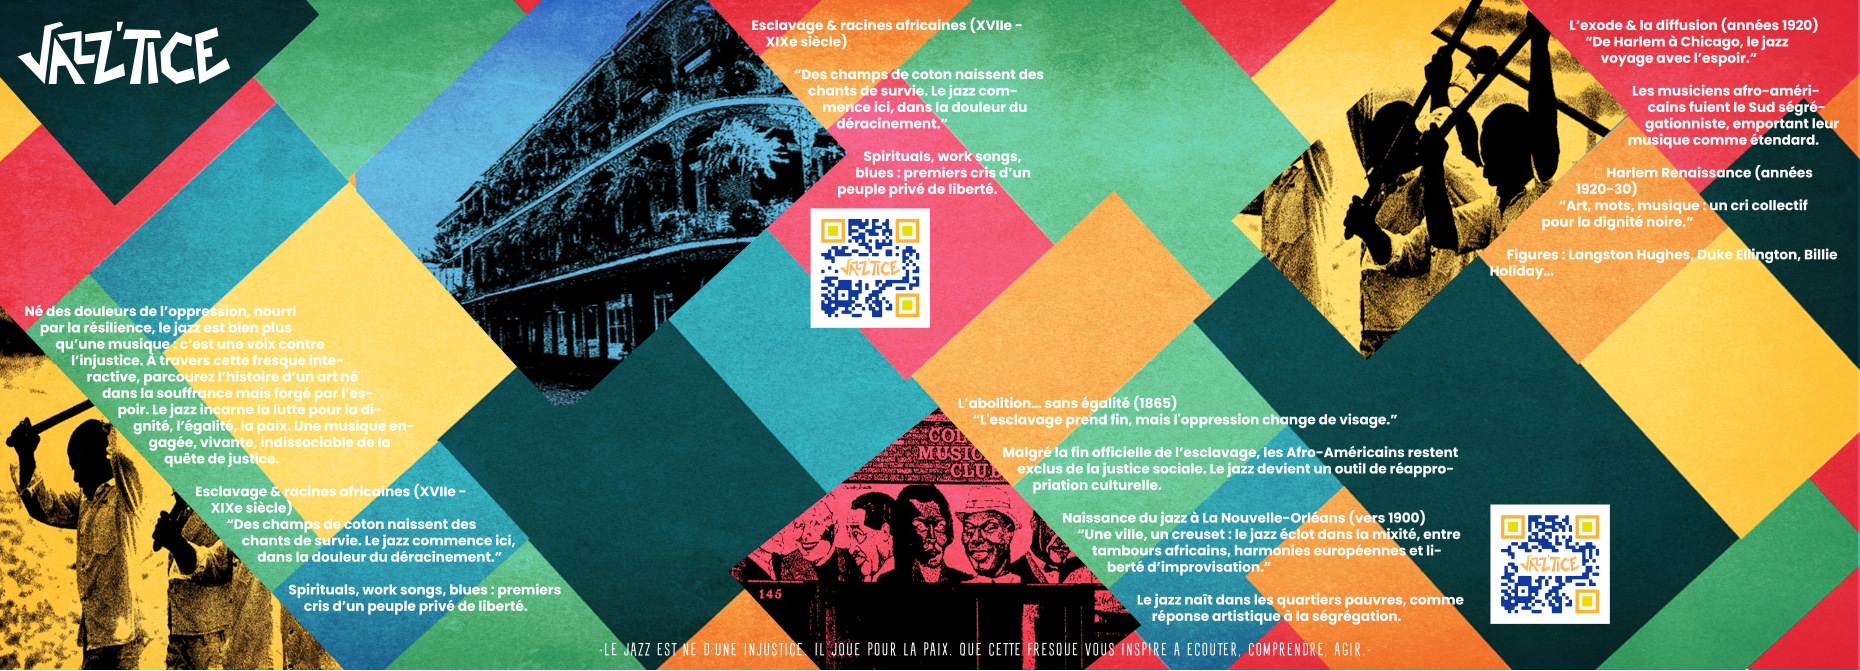 JAZZ'TICE
Né des douleurs de l'oppression, nourri
par la résilience, le jazz est bien plus
qu'une musique : c'est une voix contre
l'injustice. À travers cette fresque inte-
ractive, parcourez l'histoire d'un art né
dans la souffrance mais forgé par l'es-
poir. Le jazz incarne la lutte pour la di-
gnité, l'égalité, la paix. Une musique en-
gagée, vivante, indissociable de la
quête de justice.
Esclavage & racines africaines (XVIIe -
XIXe siècle)
“Des champs de coton naissent des
chants de survie. Le jazz commence ici,
dans la douleur du déracinement.”
Spirituals, work songs, blues : premiers
cris d'un peuple privé de liberté.
Esclavage & racines africaines (XVIIe -
XIXe siècle)
“Des champs de coton naissent des
chants de survie. Le jazz com-
mence ici, dans la douleur du
déracinement.”
Spirituals, work songs,
blues : premiers cris d'un
peuple privé de liberté.
JAZZ'TICE
COL
MUSIC
CLUB
145
L'abolition... sans égalité (1865)
“L'esclavage prend fin, mais l'oppression change de visage.”
Malgré la fin officielle de l'esclavage, les Afro-Américains restent
exclus de la justice sociale. Le jazz devient un outil de réappro-
priation culturelle.
Naissance du jazz à La Nouvelle-Orléans (vers 1900)
“Une ville, un creuset : le jazz éclot dans la mixité, entre
tambours africains, harmonies européennes et li-
berté d'improvisation.”
Le jazz naît dans les quartiers pauvres, comme
réponse artistique à la ségrégation.
L'exode & la diffusion (années 1920)
“De Harlem à Chicago, le jazz
voyage avec l'espoir.”
Les musiciens afro-améri-
cains fuient le Sud ségré-
gationniste, emportant leur
musique comme étendard.
Harlem Renaissance (années
1920-30)
“Art, mots, musique : un cri collectif
pour la dignité noire.”
Figures : Langston Hughes, Duke Ellington, Billie
Holiday...
JAZZ'TICE
·LE JAZZ EST NE D'UNE INJUSTICE. IL JOUE POUR LA PAIX. QUE CETTE FRESQUE VOUS INSPIRE A ECOUTER, COMPRENDRE, AGIR.·